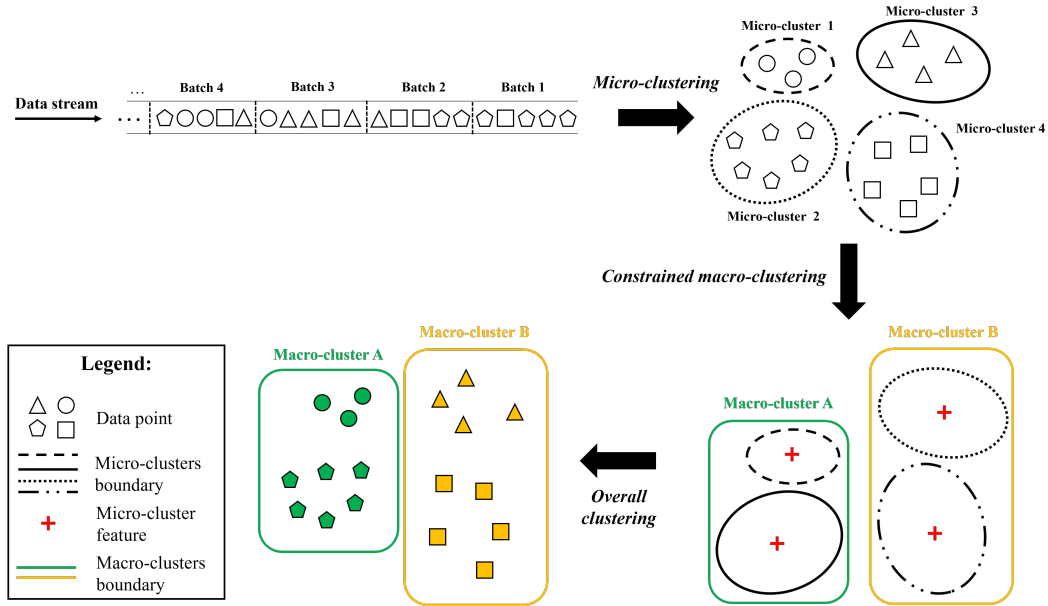 Micro-cluster 1
Micro-cluster 3
...
Batch 4
Batch 3
Batch 2
Batch 1
Data stream
...
Micro-clustering
Micro-cluster 4
Micro-cluster 2
Constrained macro-clustering
Macro-cluster A
Macro-cluster B
Macro-cluster A
Macro-cluster B
Overall
clustering
Legend:
Data point
Micro-clusters
boundary
Micro-cluster
feature
Macro-clusters
boundary